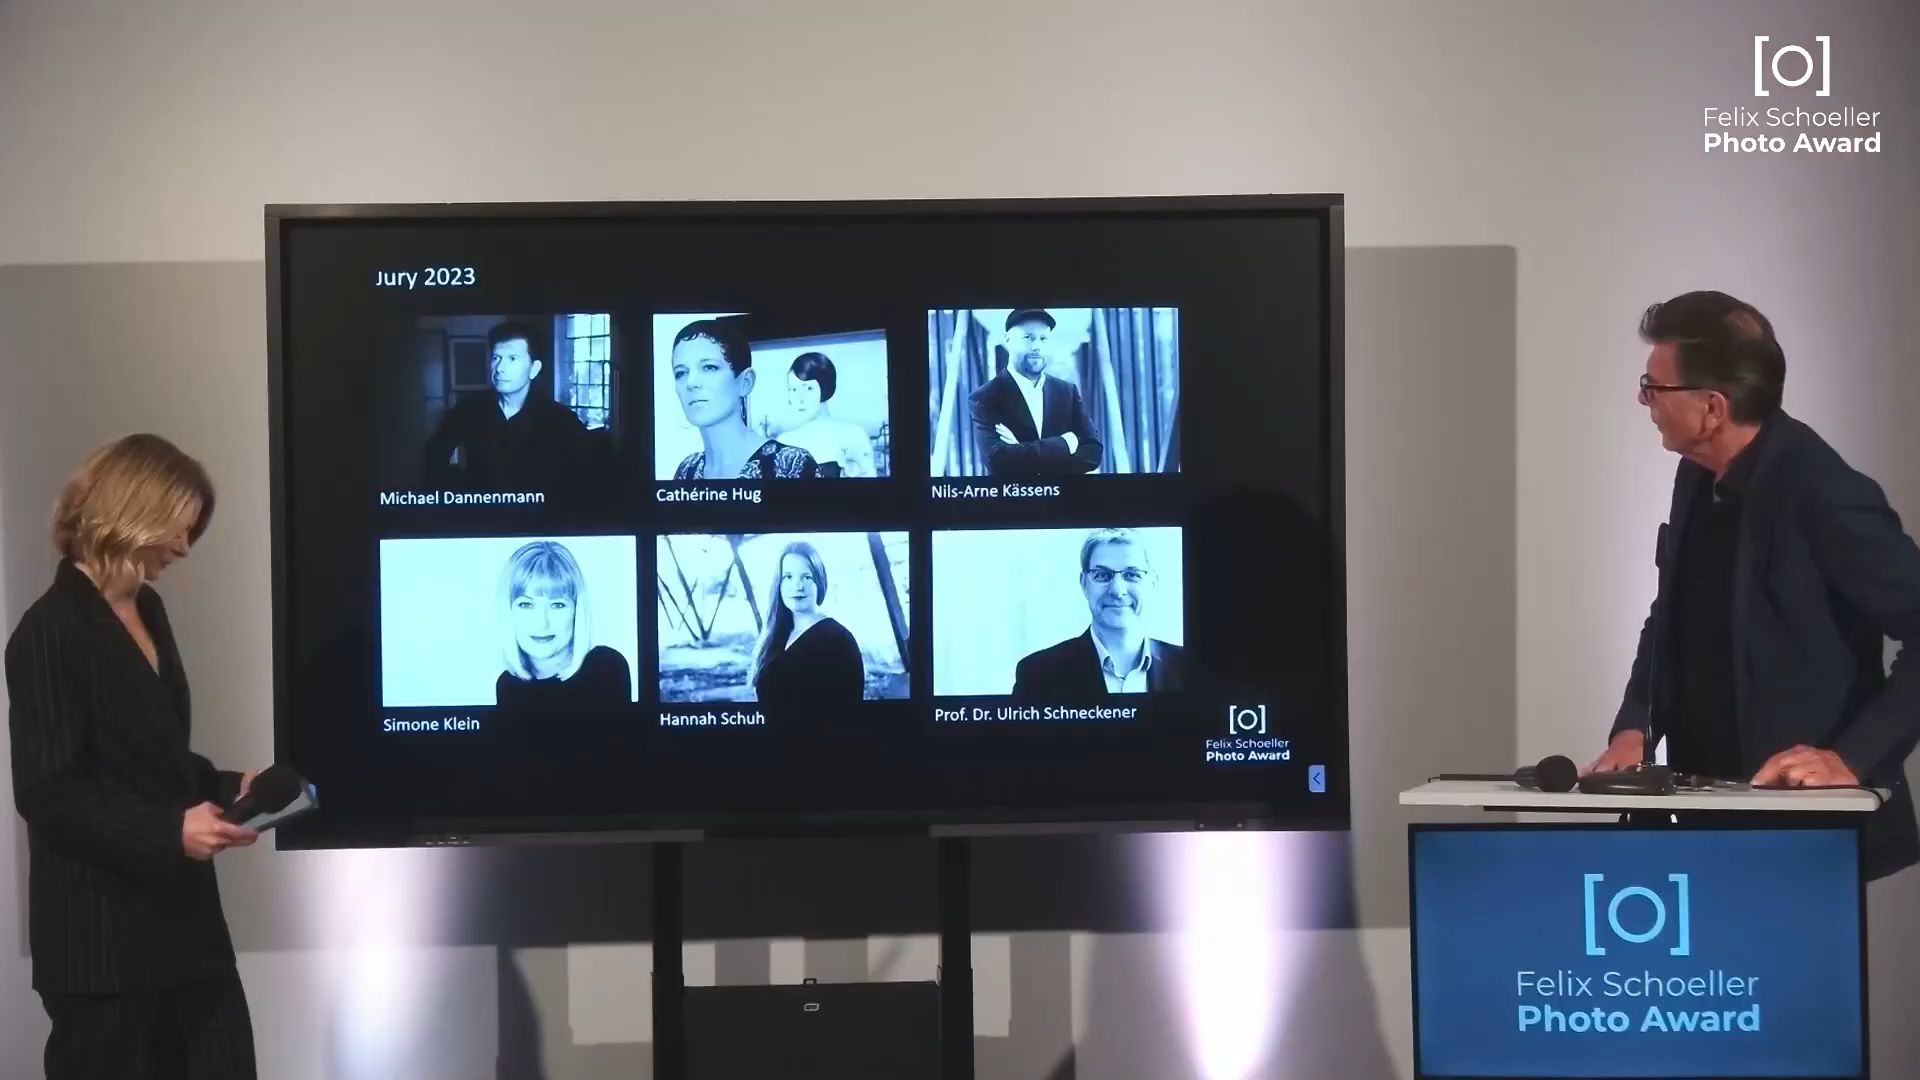 Felix Schoeller
Photo Award
Jury 2023
Michael Dannenmann
Cathérine Hug
Nils-Arne Kässens
Simone Klein
Hannah Schuh
Prof. Dr. Ulrich Schneckener
Felix Schoeller
Photo Award
Felix Schoeller
Photo Award